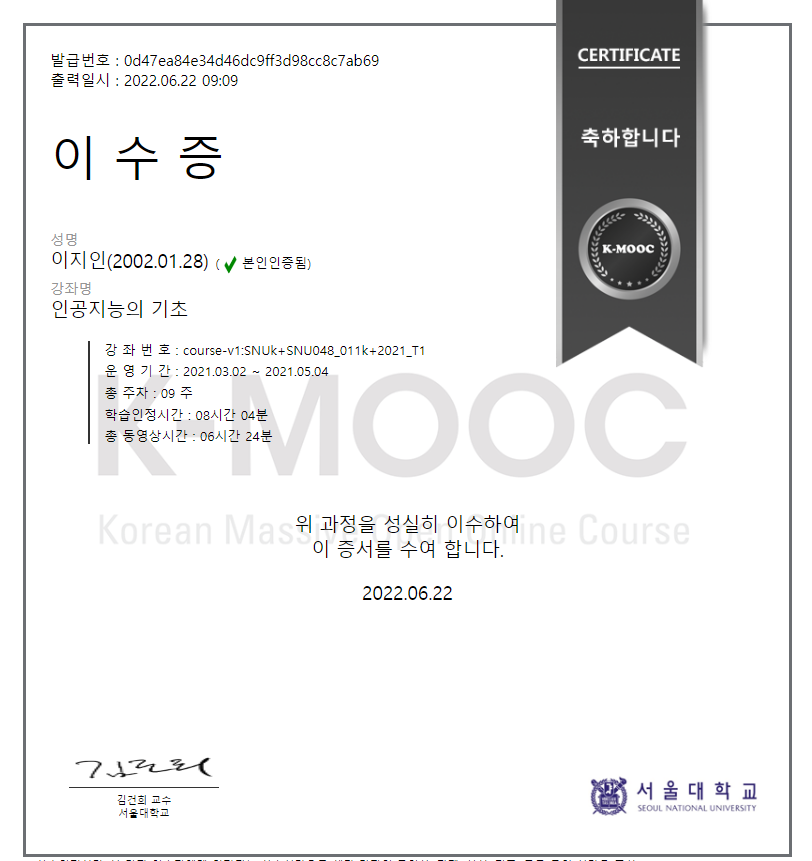 발급번호 : 0d47ea84e34d46dc9ff3d98cc8c7ab69
출력일시 : 2022.06.22 09:09
CERTIFICATE
축하합니다
K-MOOC
이 수 증
성명
이지인(2002.01.28) ( ✔ 본인인증됨)
강좌명
인공지능의 기초
강 좌 번 호 : course-v1:SNUk+SNU048_011k+2021_T1
운 영 기 간 : 2021.03.02 ~ 2021.05.04
총 주차 : 09 주
학습인정시간 : 08시간 04분
총 동영상시간 : 06시간 24분
K-MOOC
Korean Massive Open Online Course
위 과정을 성실히 이수하여
이 증서를 수여 합니다.
2022.06.22
김건희 교수
서울대학교
서울대학교
SEOUL NATIONAL UNIVERSITY